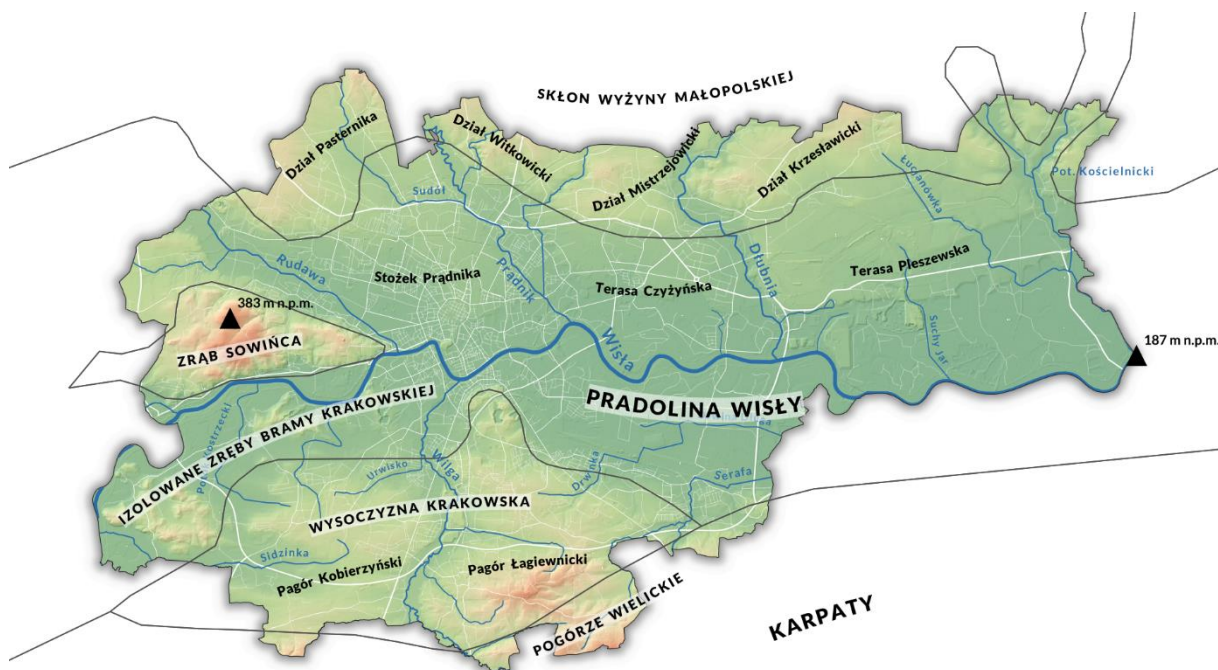 SKŁON WYŻYNY MAŁOPOLSKIEJ
Dział Pasternika
Dział Witkowicki
Dział Mistrzejowicki
Dział Krzesławicki
Łucjanówka
Pot. Kościelnicki
Sudół
Rudawa
Stożek Prądnika
Prądnik
Terasa Czyżyńska
Dłubnia
Terasa Pleszewska
383 m n.p.m.
ZRĄB SOWIŃCA
Wisła
Suchy Jar
187 m n.p.m.
PRADOLINA WISŁY
IZOLOWANE ZRĘBY BRAMY KRAKOWSKIEJ
Urwisko
Wilga
Drwinka
Serafa
WYSOCZYZNA KRAKOWSKA
Sidzinka
Pagór Kobierzyński
Pagór Łagiewnicki
POGÓRZE WIELICKIE
KARPATY